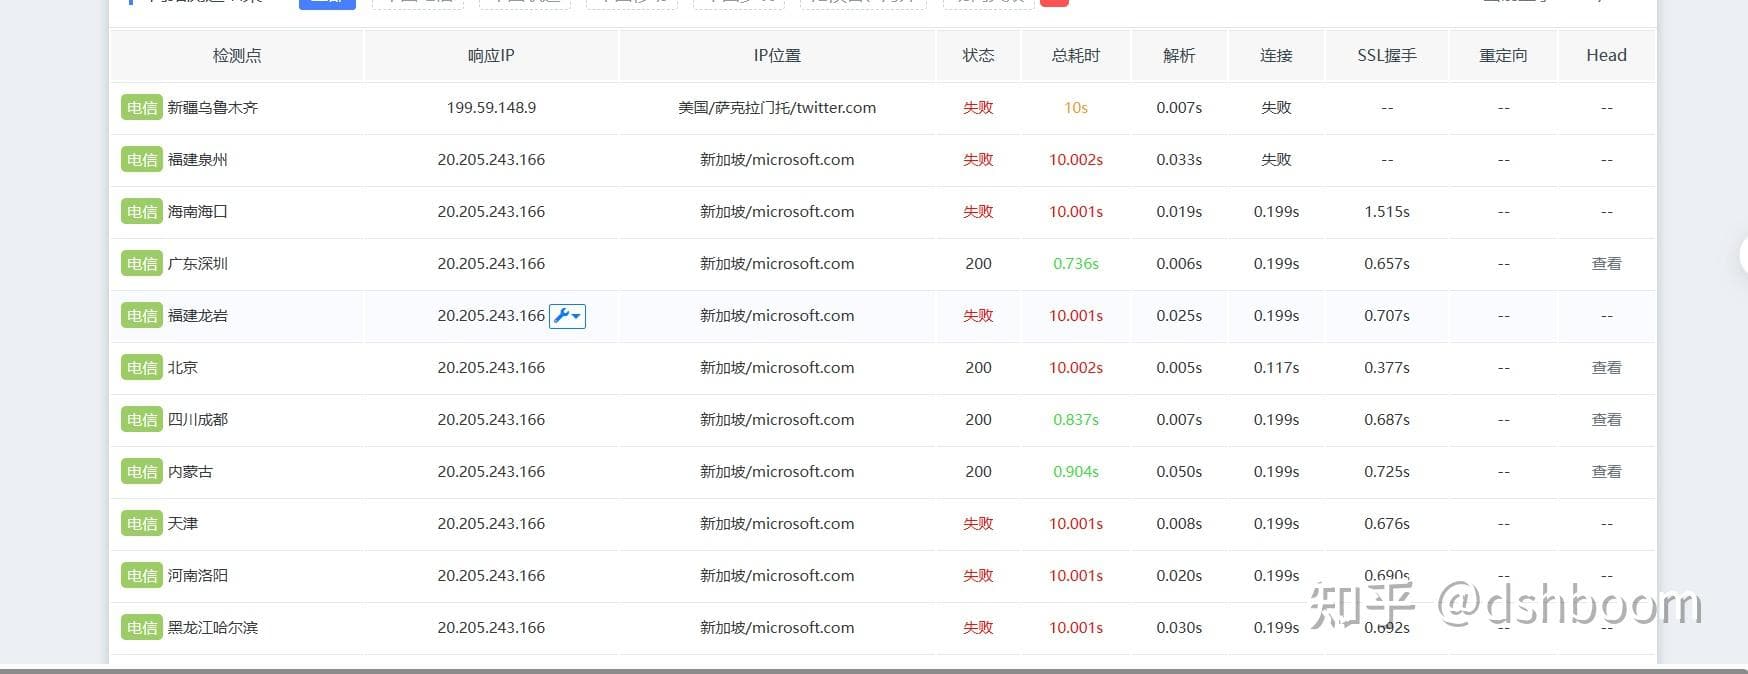 检测点 响应IP IP位置 状态 总耗时 解析 连接 SSL握手 重定向 Head
电信 新疆乌鲁木齐 199.59.148.9 美国/萨克拉门托/twitter.com 失败 10s 0.007s 失败 -- -- --
电信 福建泉州 20.205.243.166 新加坡/microsoft.com 失败 10.002s 0.033s 失败 -- -- --
电信 海南海口 20.205.243.166 新加坡/microsoft.com 失败 10.001s 0.019s 0.199s 1.515s -- --
电信 广东深圳 20.205.243.166 新加坡/microsoft.com 200 0.736s 0.006s 0.199s 0.657s -- 查看
电信 福建龙岩 20.205.243.166 新加坡/microsoft.com 失败 10.001s 0.025s 0.199s 0.707s -- --
电信 北京 20.205.243.166 新加坡/microsoft.com 200 10.002s 0.005s 0.117s 0.377s -- 查看
电信 四川成都 20.205.243.166 新加坡/microsoft.com 200 0.837s 0.007s 0.199s 0.687s -- 查看
电信 内蒙古 20.205.243.166 新加坡/microsoft.com 200 0.904s 0.050s 0.199s 0.725s -- 查看
电信 天津 20.205.243.166 新加坡/microsoft.com 失败 10.001s 0.008s 0.199s 0.676s -- --
电信 河南洛阳 20.205.243.166 新加坡/microsoft.com 失败 10.001s 0.020s 0.199s 0.690s -- --
知乎 @dshboom
电信 黑龙江哈尔滨 20.205.243.166 新加坡/microsoft.com 失败 10.001s 0.030s 0.199s 0.692s -- --